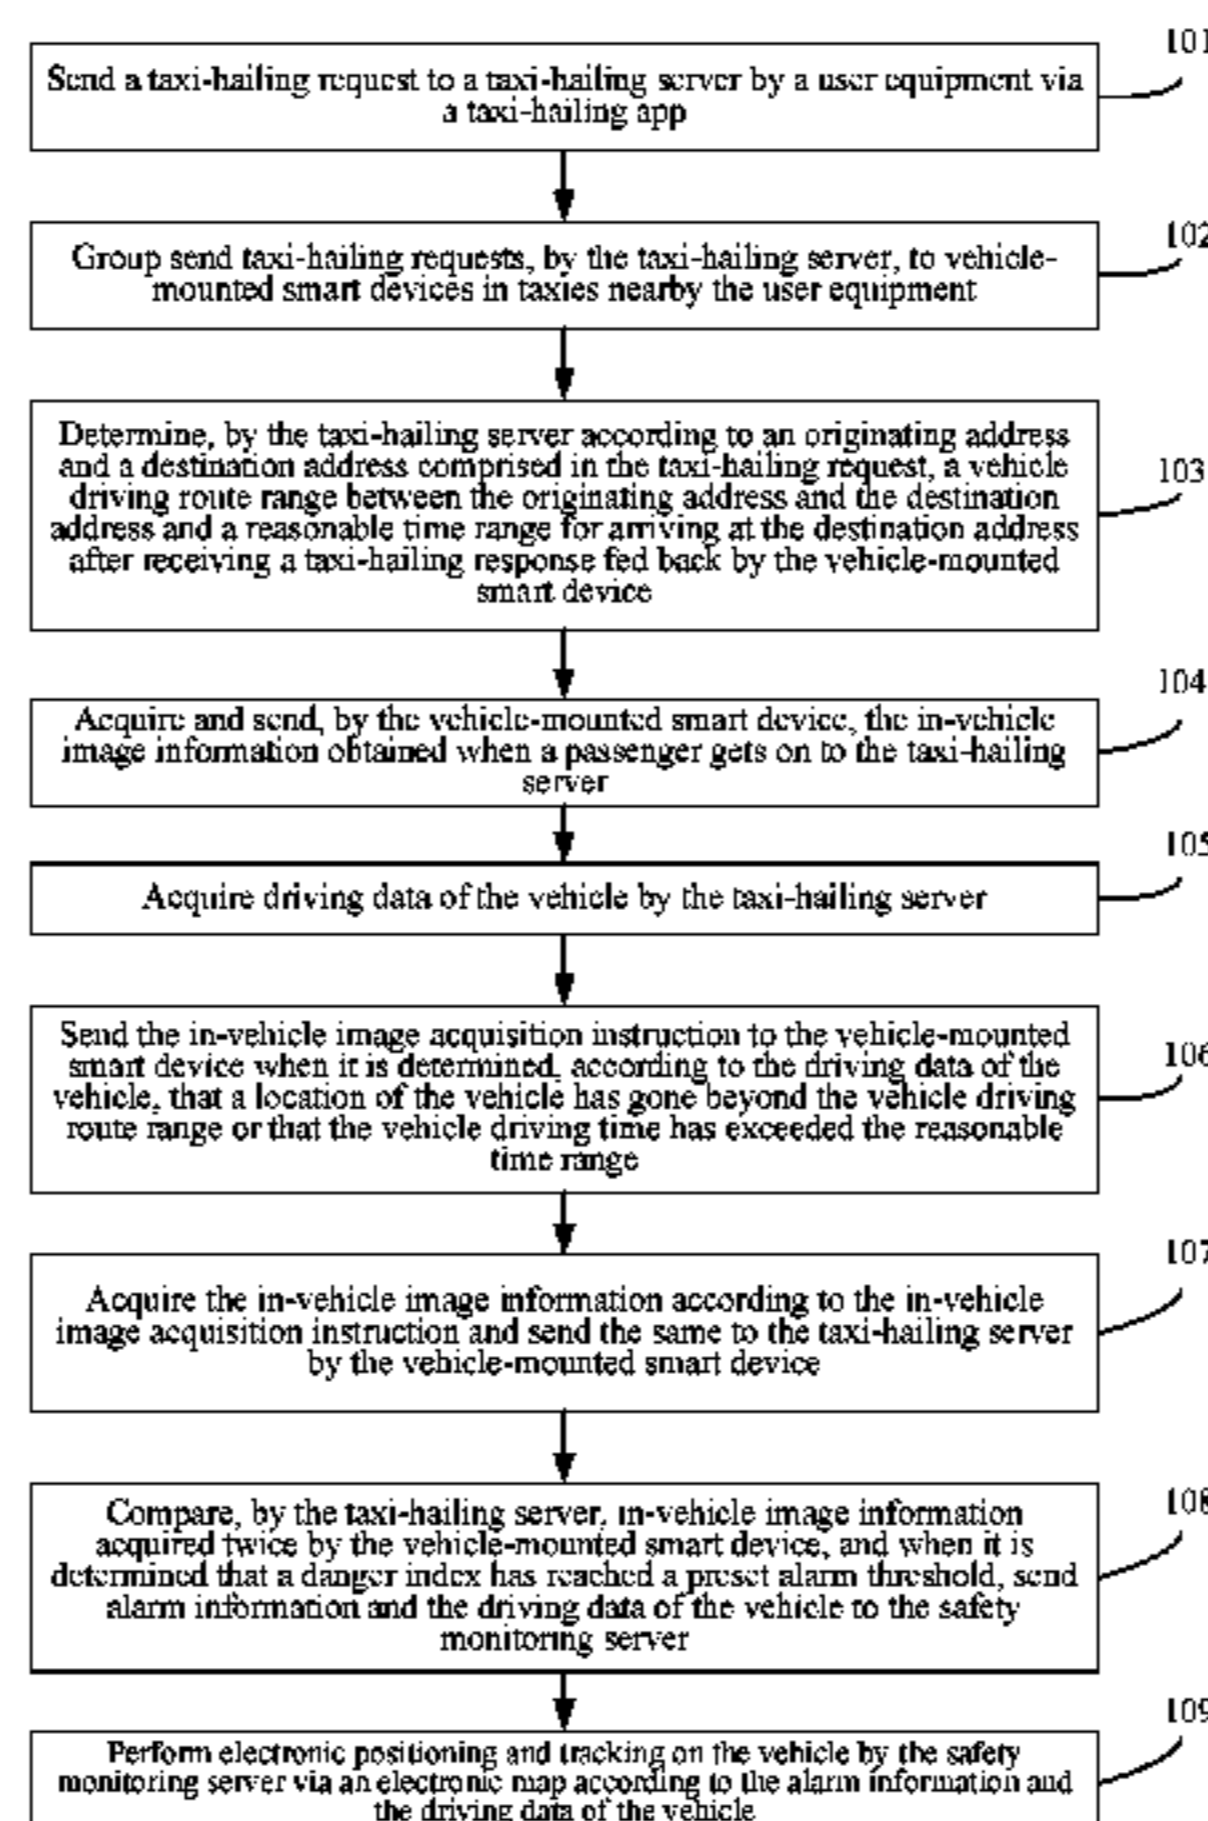 101
Send a taxi-hailing request to a taxi-hailing server by a user equipment via
a taxi-hailing app
102
Group send taxi-hailing requests, by the taxi-hailing server, to vehicle-
mounted smart devices in taxies nearby the user equipment
103
Determine, by the taxi-hailing server according to an originating address
and a destination address comprised in the taxi-hailing request, a vehicle
driving route range between the originating address and the destination
address and a reasonable time range for arriving at the destination address
after receiving a taxi-hailing response fed back by the vehicle-mounted
smart device
104
Acquire and send, by the vehicle-mounted smart device, the in-vehicle
image information obtained when a passenger gets on to the taxi-hailing
server
105
Acquire driving data of the vehicle by the taxi-hailing server
106
Send the in-vehicle image acquisition instruction to the vehicle-mounted
smart device when it is determined, according to the driving data of the
vehicle, that a location of the vehicle has gone beyond the vehicle driving
route range or that the vehicle driving time has exceeded the reasonable
time range
107
Acquire the in-vehicle image information according to the in-vehicle
image acquisition instruction and send the same to the taxi-hailing server
by the vehicle-mounted smart device
108
Compare, by the taxi-hailing server, in-vehicle image information
acquired twice by the vehicle-mounted smart device, and when it is
determined that a danger index has reached a preset alarm threshold, send
alarm information and the driving data of the vehicle to the safety
monitoring server
109
Perform electronic positioning and tracking on the vehicle by the safety
monitoring server via an electronic map according to the alarm information and
the driving data of the vehicle